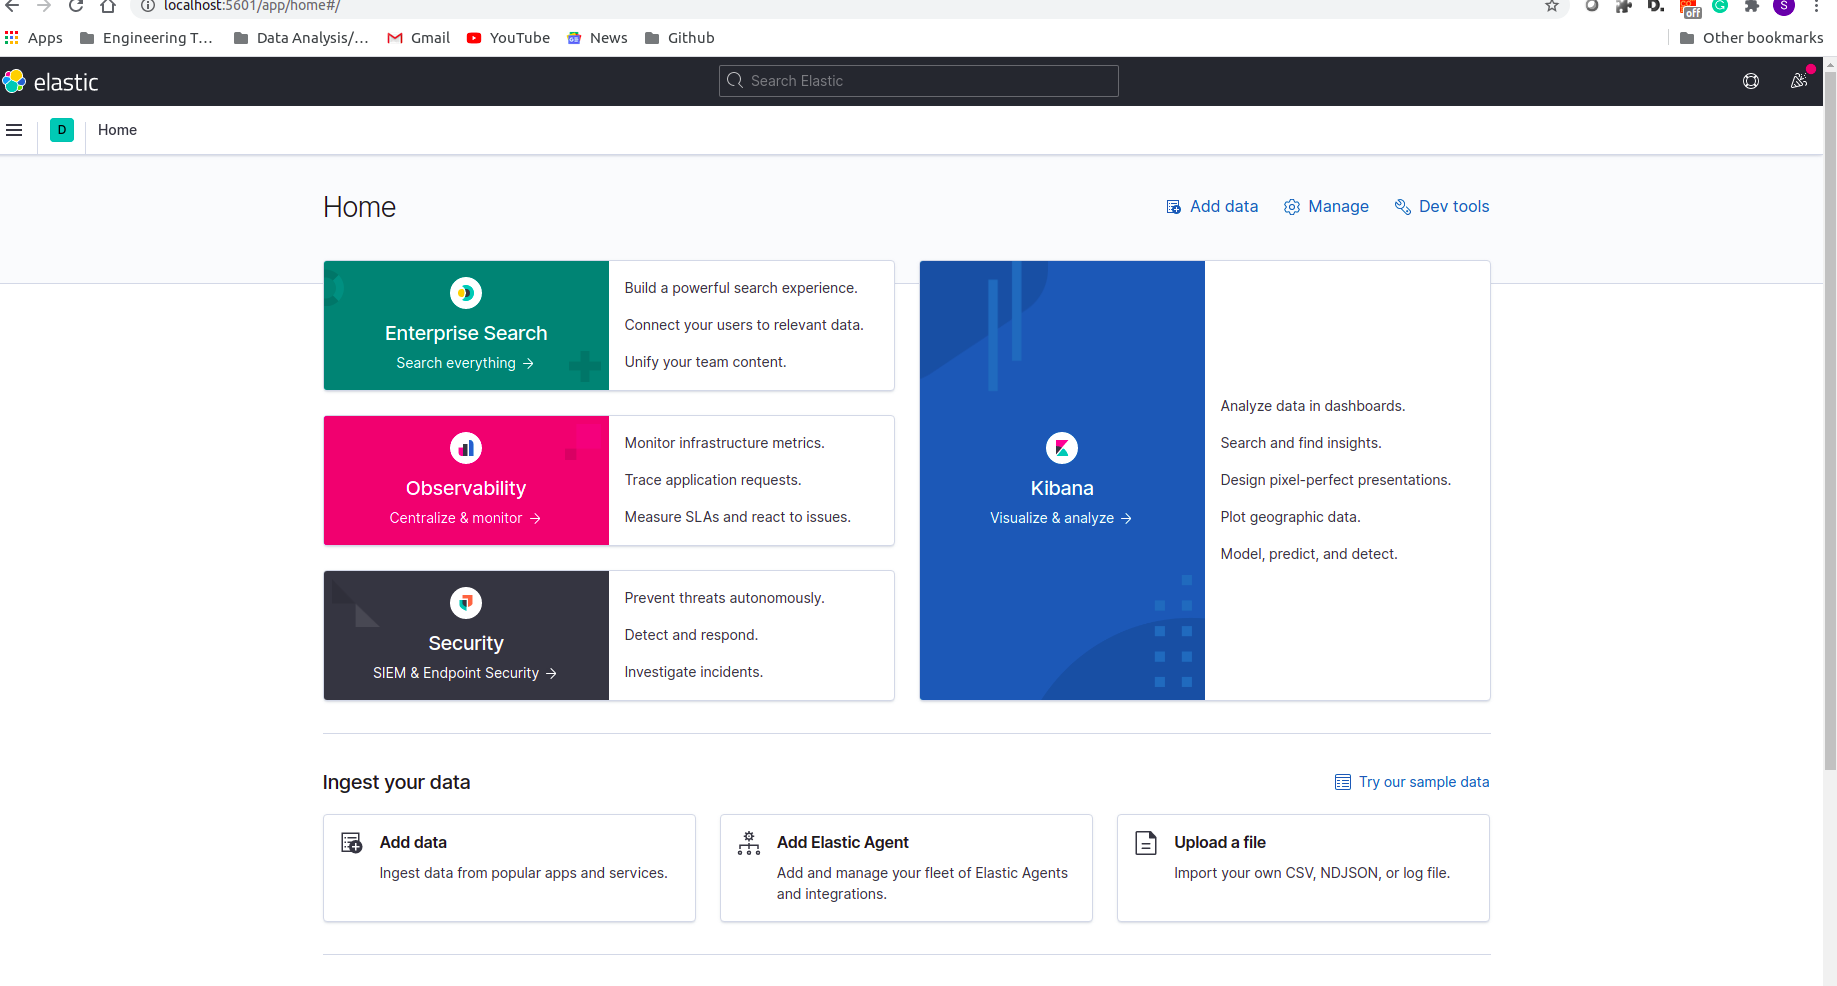 localhost:5601/app/home#/
S
off
Apps
Engineering T...
Data Analysis/...
Gmail
YouTube
News
Github
Other bookmarks
elastic
Search Elastic
D
Home
Home
Add data
Manage
Dev tools
Enterprise Search
Search everything →
Build a powerful search experience.
Connect your users to relevant data.
Unify your team content.
Observability
Centralize & monitor →
Monitor infrastructure metrics.
Trace application requests.
Measure SLAs and react to issues.
Security
SIEM & Endpoint Security →
Prevent threats autonomously.
Detect and respond.
Investigate incidents.
Kibana
Visualize & analyze →
Analyze data in dashboards.
Search and find insights.
Design pixel-perfect presentations.
Plot geographic data.
Model, predict, and detect.
Ingest your data
Try our sample data
Add data
Ingest data from popular apps and services.
Add Elastic Agent
Add and manage your fleet of Elastic Agents
and integrations.
Upload a file
Import your own CSV, NDJSON, or log file.